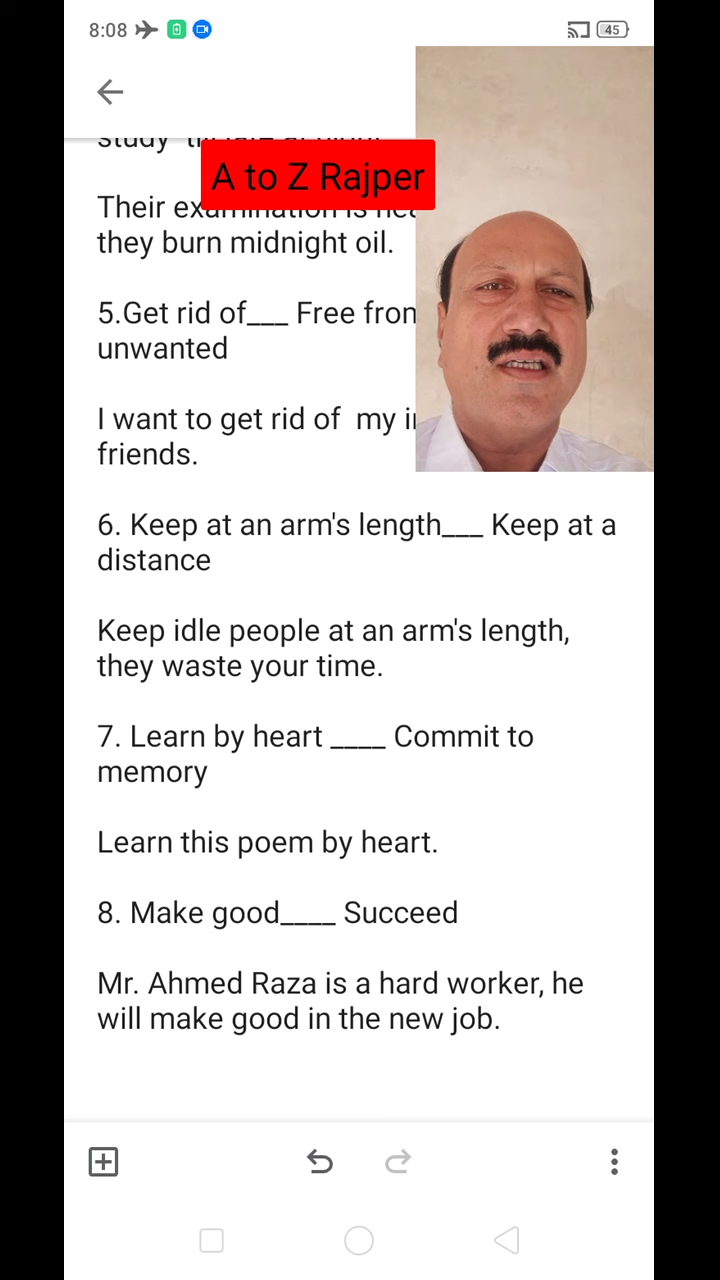 8:08
45
study
A to Z Rajper
Their examination is
they burn midnight oil.
5.Get rid of___ Free
unwanted
I want to get rid of  my
friends.
6. Keep at an arm's length___ Keep at a
distance
Keep idle people at an arm's length,
they waste your time.
7. Learn by heart ____ Commit to
memory
Learn this poem by heart.
8. Make good____ Succeed
Mr. Ahmed Raza is a hard worker, he
will make good in the new job.